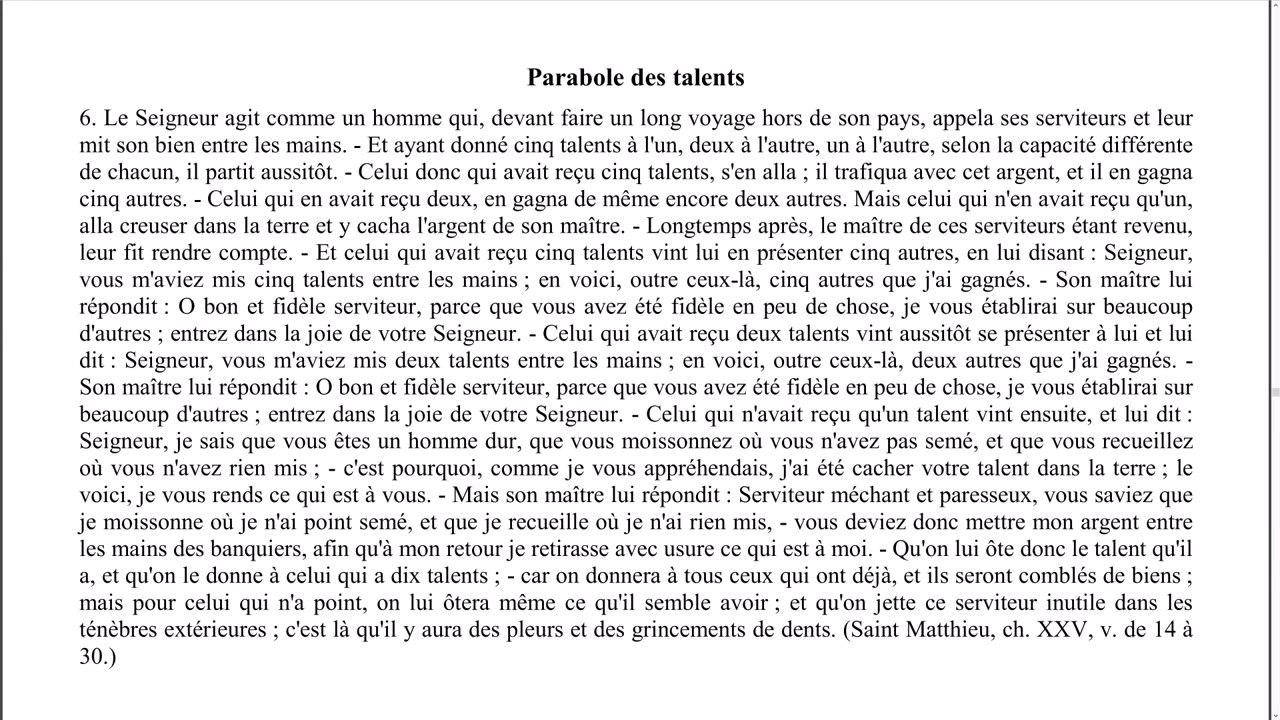 Parabole des talents
6. Le Seigneur agit comme un homme qui, devant faire un long voyage hors de son pays, appela ses serviteurs et leur
mit son bien entre les mains. - Et ayant donné cinq talents à l'un, deux à l'autre, un à l'autre, selon la capacité différente
de chacun, il partit aussitôt. - Celui donc qui avait reçu cinq talents, s'en alla ; il trafiqua avec cet argent, et il en gagna
cinq autres. - Celui qui en avait reçu deux, en gagna de même encore deux autres. Mais celui qui n'en avait reçu qu'un,
alla creuser dans la terre et y cacha l'argent de son maître. - Longtemps après, le maître de ces serviteurs étant revenu,
leur fit rendre compte. - Et celui qui avait reçu cinq talents vint lui en présenter cinq autres, en lui disant : Seigneur,
vous m'aviez mis cinq talents entre les mains ; en voici, outre ceux-là, cinq autres que j'ai gagnés. - Son maître lui
répondit : O bon et fidèle serviteur, parce que vous avez été fidèle en peu de chose, je vous établirai sur beaucoup
d'autres ; entrez dans la joie de votre Seigneur. - Celui qui avait reçu deux talents vint aussitôt se présenter à lui et lui
dit : Seigneur, vous m'aviez mis deux talents entre les mains ; en voici, outre ceux-là, deux autres que j'ai gagnés. -
Son maître lui répondit : O bon et fidèle serviteur, parce que vous avez été fidèle en peu de chose, je vous établirai sur
beaucoup d'autres ; entrez dans la joie de votre Seigneur. - Celui qui n'avait reçu qu'un talent vint ensuite, et lui dit :
Seigneur, je sais que vous êtes un homme dur, que vous moissonnez où vous n'avez pas semé, et que vous recueillez
où vous n'avez rien mis ; - c'est pourquoi, comme je vous appréhendais, j'ai été cacher votre talent dans la terre ; le
voici, je vous rends ce qui est à vous. - Mais son maître lui répondit : Serviteur méchant et paresseux, vous saviez que
je moissonne où je n'ai point semé, et que je recueille où je n'ai rien mis, - vous deviez donc mettre mon argent entre
les mains des banquiers, afin qu'à mon retour je retirasse avec usure ce qui est à moi. - Qu'on lui ôte donc le talent qu'il
a, et qu'on le donne à celui qui a dix talents ; - car on donnera à tous ceux qui ont déjà, et ils seront comblés de biens ;
mais pour celui qui n'a point, on lui ôtera même ce qu'il semble avoir ; et qu'on jette ce serviteur inutile dans les
ténèbres extérieures ; c'est là qu'il y aura des pleurs et des grincements de dents. (Saint Matthieu, ch. XXV, v. de 14 à
30.)